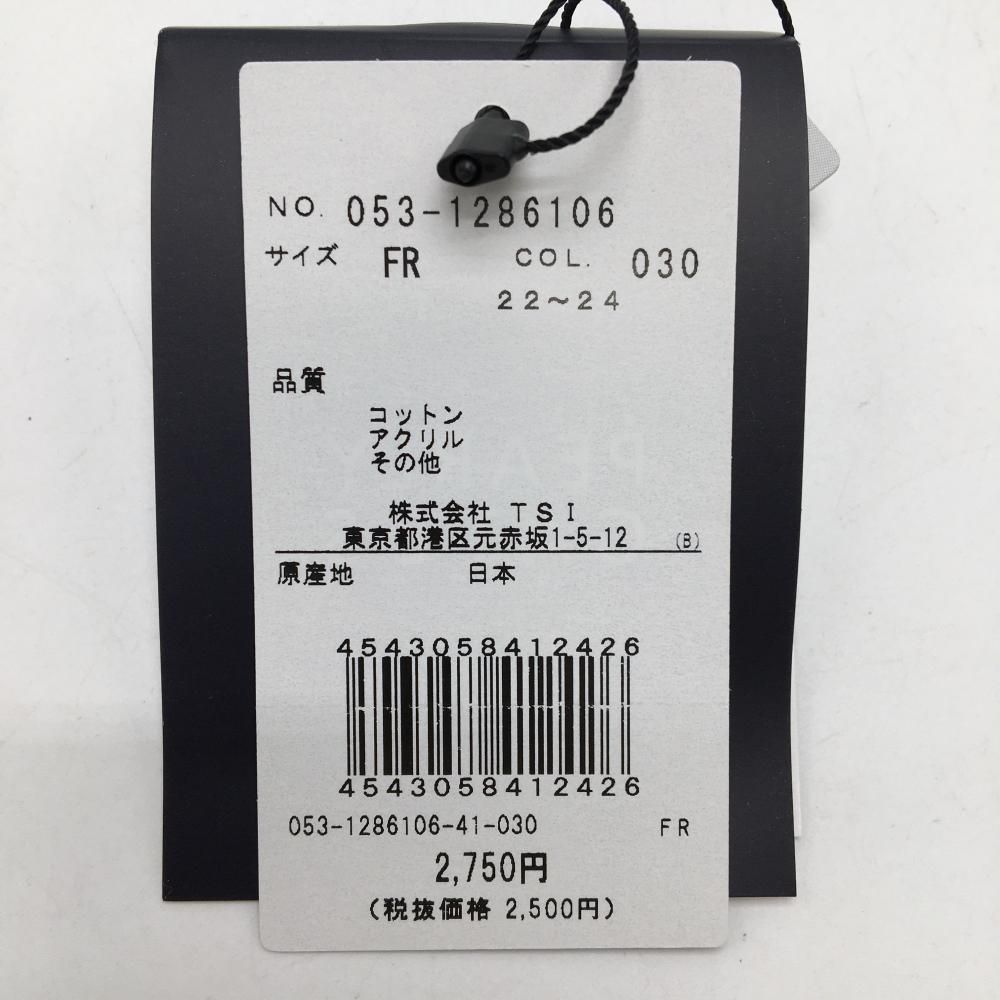 NO. 053-1286106
サイズ FR COL. 030
22～24
品質
コットン
アクリル
その他
株式会社 TSI
東京都港区元赤坂1-5-12 (B)
原産地 日本
4543058412426
4543058412426
053-1286106-41-030 FR
2,750円
(税抜価格 2,500円)